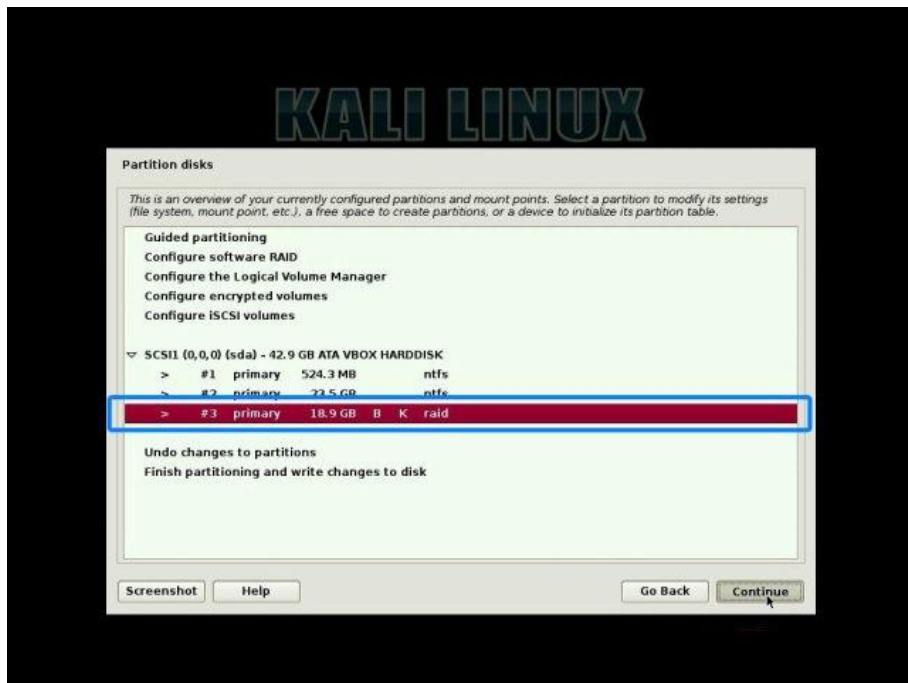 KALI LINUX
Partition disks
This is an overview of your currently configured partitions and mount points. Select a partition to modify its settings
(file system, mount point, etc.), a free space to create partitions, or a device to initialize its partition table.
Guided partitioning
Configure software RAID
Configure the Logical Volume Manager
Configure encrypted volumes
Configure iSCSI volumes
SCSI1 (0,0,0) (sda) - 42.9 GB ATA VBOX HARDDISK
> #1 primary 524.3 MB ntfs
> #2 primary 23.5 GB ntfs
> #3 primary 18.9 GB B K raid
Undo changes to partitions
Finish partitioning and write changes to disk
Screenshot Help Go Back Continue